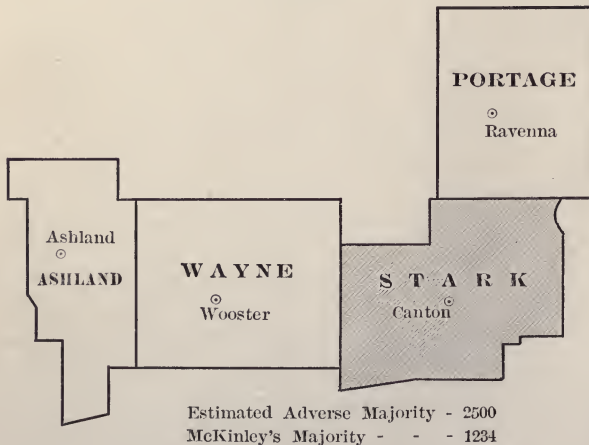 PORTAGE
Ravenna
Ashland
ASHLAND
WAYNE
Wooster
STARK
Canton
Estimated Adverse Majority - 2500
McKinley's Majority - - - 1234